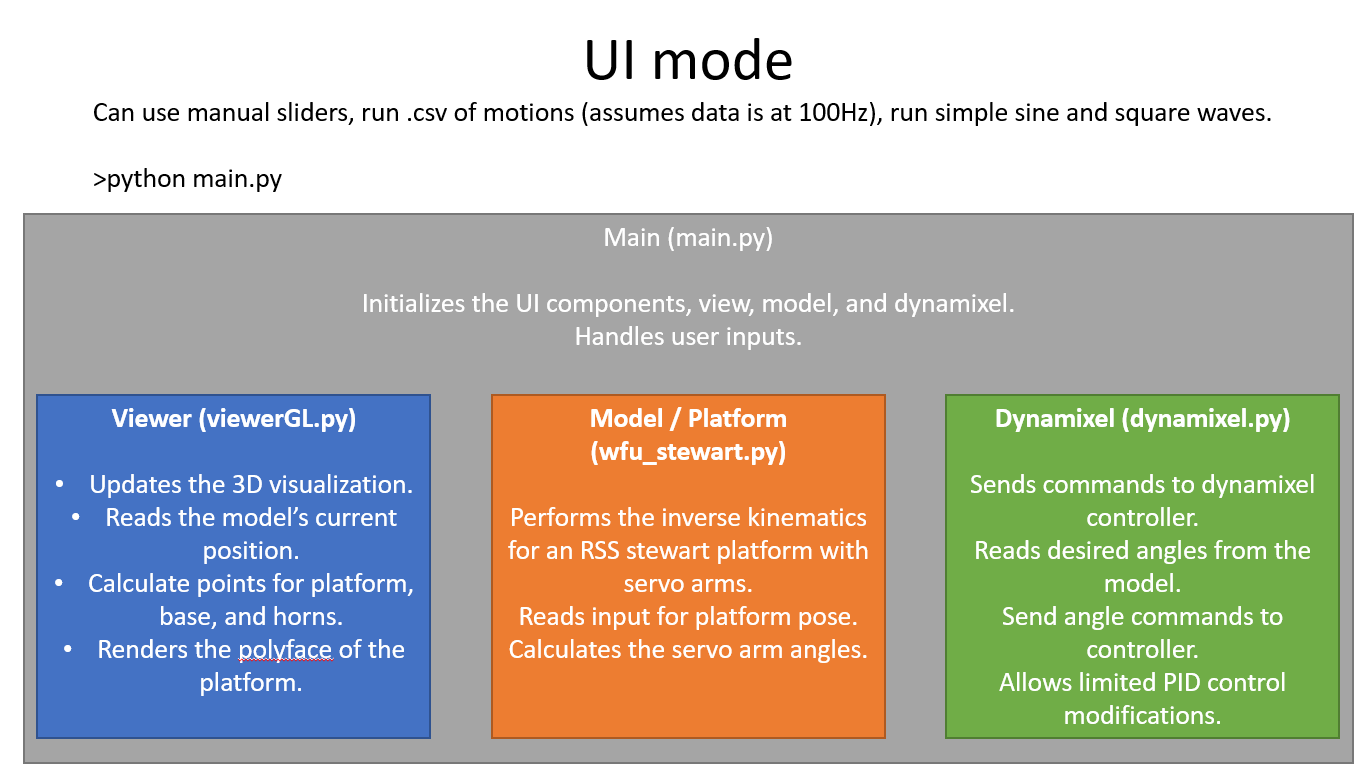 UI mode
Can use manual sliders, run .csv of motions (assumes data is at 100Hz), run simple sine and square waves.
>python main.py
Main (main.py)
Initializes the UI components, view, model, and dynamixel.
Handles user inputs.
Viewer (viewerGL.py)
• Updates the 3D visualization.
• Reads the model’s current
position.
• Calculate points for platform,
base, and horns.
• Renders the polyface of the
platform.
Model / Platform
(wfu_stewart.py)
Performs the inverse kinematics
for an RSS stewart platform with
servo arms.
Reads input for platform pose.
Calculates the servo arm angles.
Dynamixel (dynamixel.py)
Sends commands to dynamixel
controller.
Reads desired angles from the
model.
Send angle commands to
controller.
Allows limited PID control
modifications.